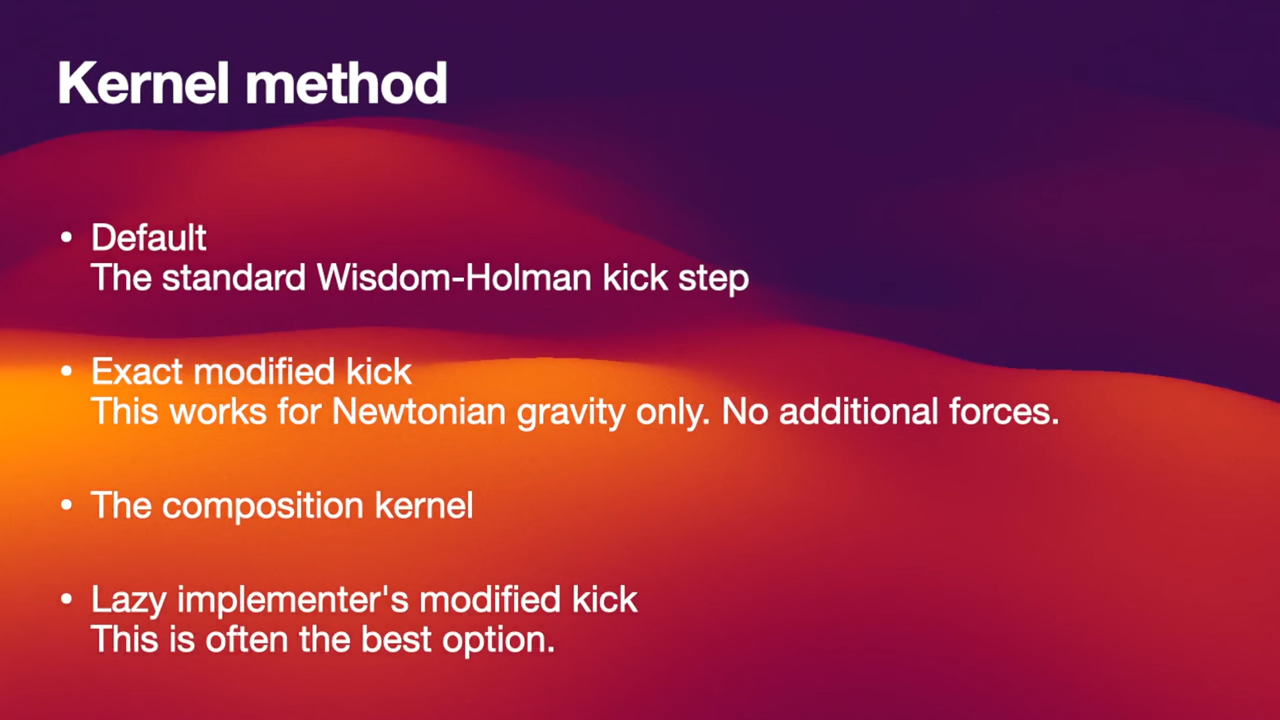 Kernel method
• Default
The standard Wisdom-Holman kick step
• Exact modified kick
This works for Newtonian gravity only. No additional forces.
• The composition kernel
• Lazy implementer's modified kick
This is often the best option.